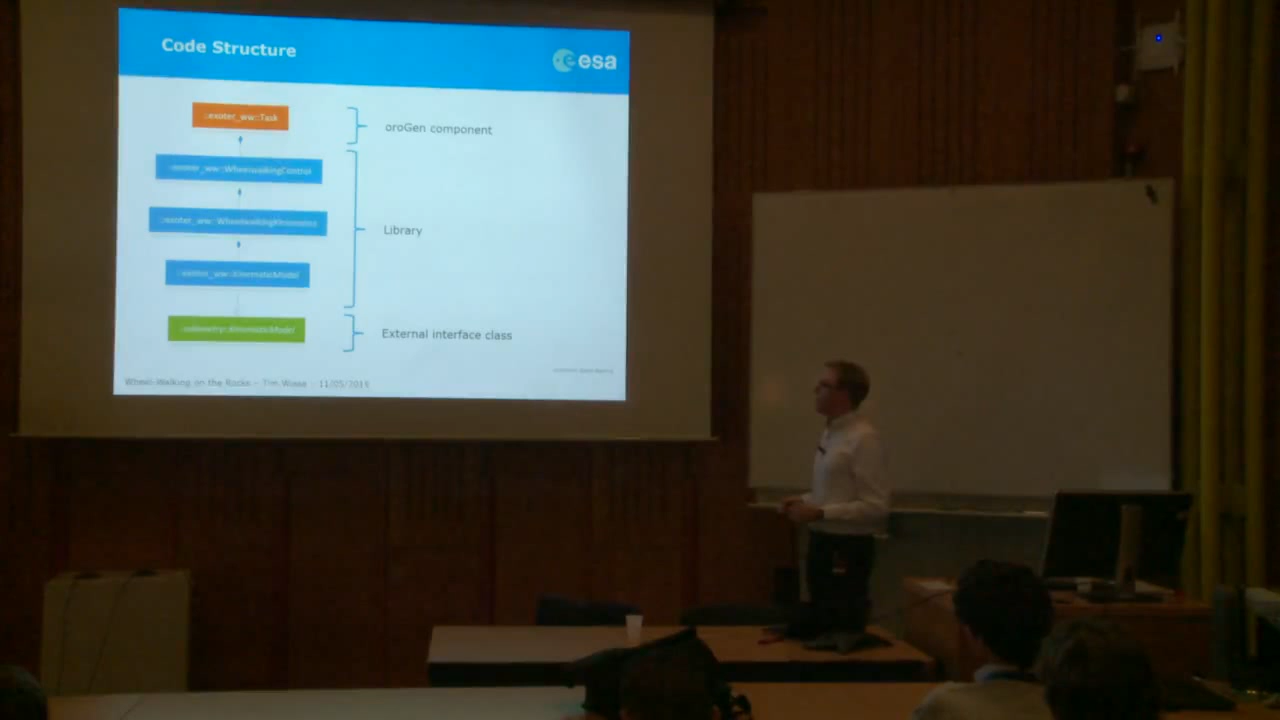 Code Structure
esa
::exoter_ww::Task
oroGen component
::exoter_ww::WheelwalkingControl
::exoter_ww::WheelwalkingKinematics
Library
::exoter_ww::KinematicModel
::odometry::KinematicModel
External interface class
Wheel-Walking on the Rocks – Tim Wiese 11/05/2016